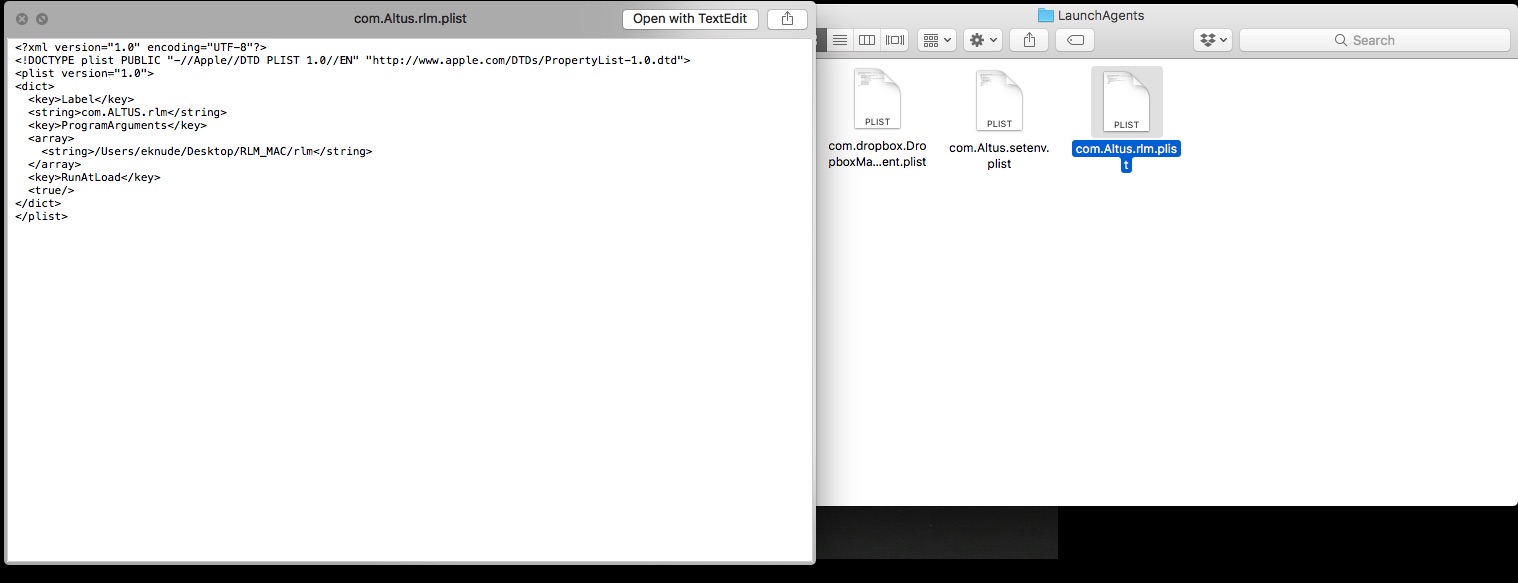 com.Altus.rlm.plist
Open with TextEdit
<?xml version="1.0" encoding="UTF-8"?>
<!DOCTYPE plist PUBLIC "-//Apple//DTD PLIST 1.0//EN" "http://www.apple.com/DTDs/PropertyList-1.0.dtd">
<plist version="1.0">
<dict>
  <key>Label</key>
  <string>com.ALTUS.rlm</string>
  <key>ProgramArguments</key>
  <array>
    <string>/Users/eknude/Desktop/RLM_MAC/rlm</string>
  </array>
  <key>RunAtLoad</key>
  <true/>
</dict>
</plist>
LaunchAgents
Search
PLIST
com.dropbox.Dro
pboxMa...ent.plist
PLIST
com.Altus.setenv.
plist
PLIST
com.Altus.rlm.plis
t